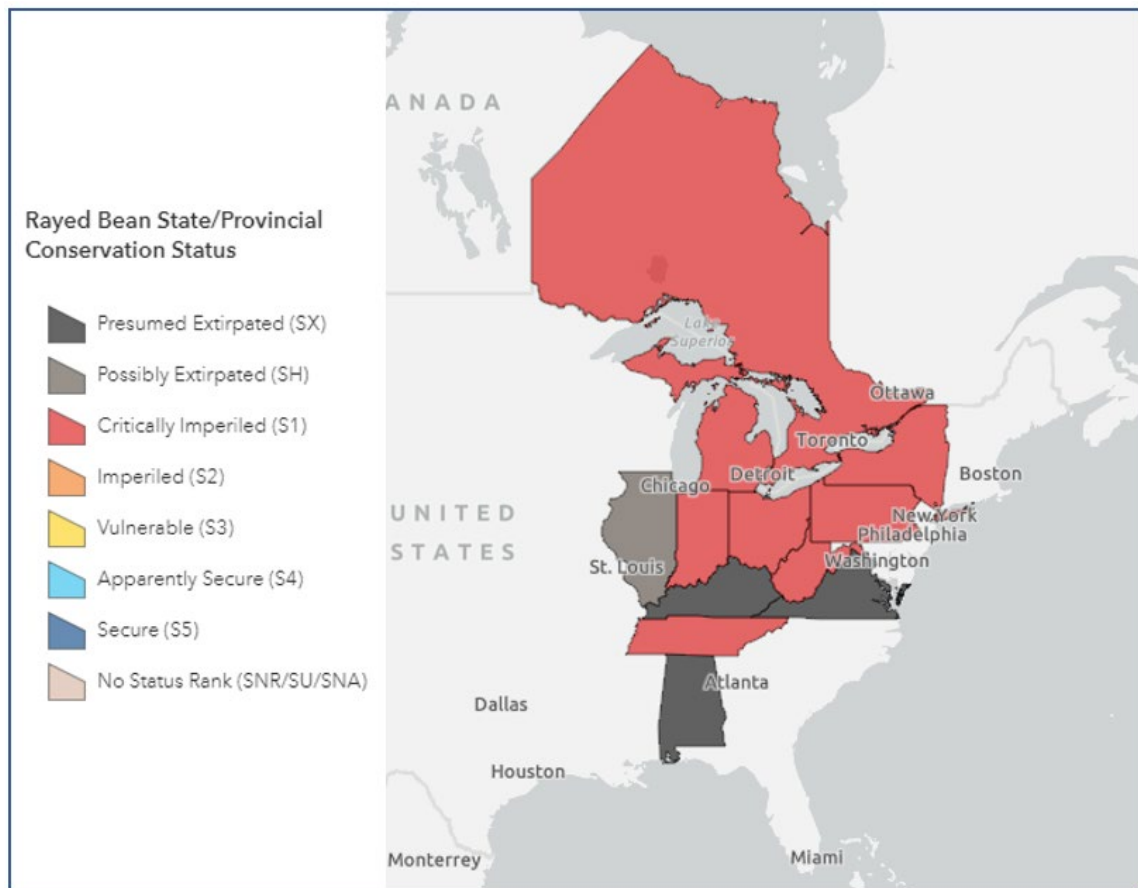 Rayed Bean State/Provincial
Conservation Status
Presumed Extirpated (SX)
Possibly Extirpated (SH)
Critically Imperiled (S1)
Imperiled (S2)
Vulnerable (S3)
Apparently Secure (S4)
Secure (S5)
No Status Rank (SNR/SU/SNA)
ANADA
Lake
Superior
Ottawa
Toronto
Detroit
Boston
Chicago
New York
Philadelphia
UNITED
STATES
St. Louis
Washington
Atlanta
Dallas
Houston
Monterrey
Miami